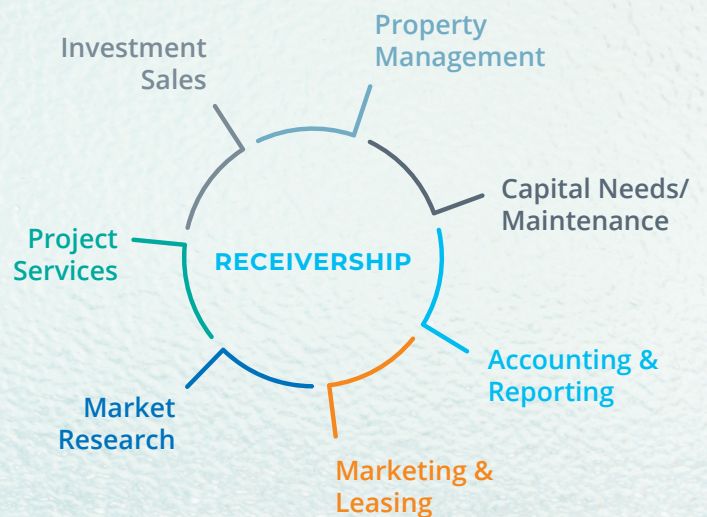 Property
Management
Investment
Sales
Capital Needs/
Maintenance
Project
Services
RECEIVERSHIP
Accounting &
Reporting
Market
Research
Marketing &
Leasing